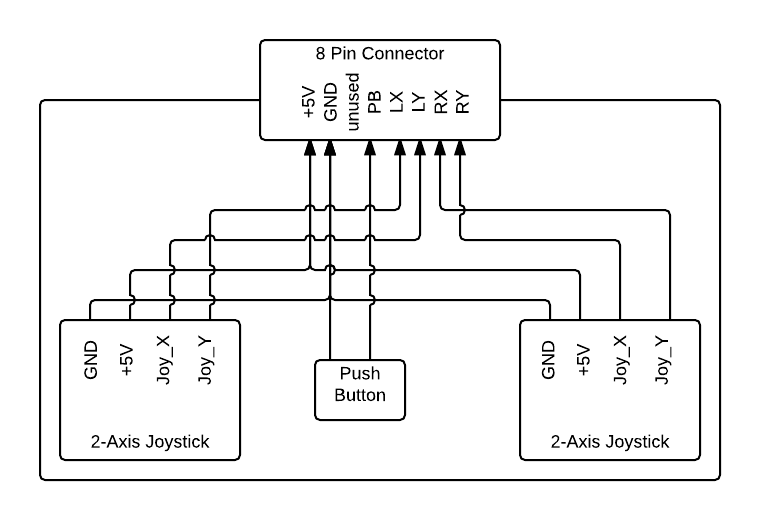 8 Pin Connector
+5V
GND
unused
PB
LX
LY
RX
RY
GND
+5V
Joy_X
Joy_Y
2-Axis Joystick
Push
Button
GND
+5V
Joy_X
Joy_Y
2-Axis Joystick